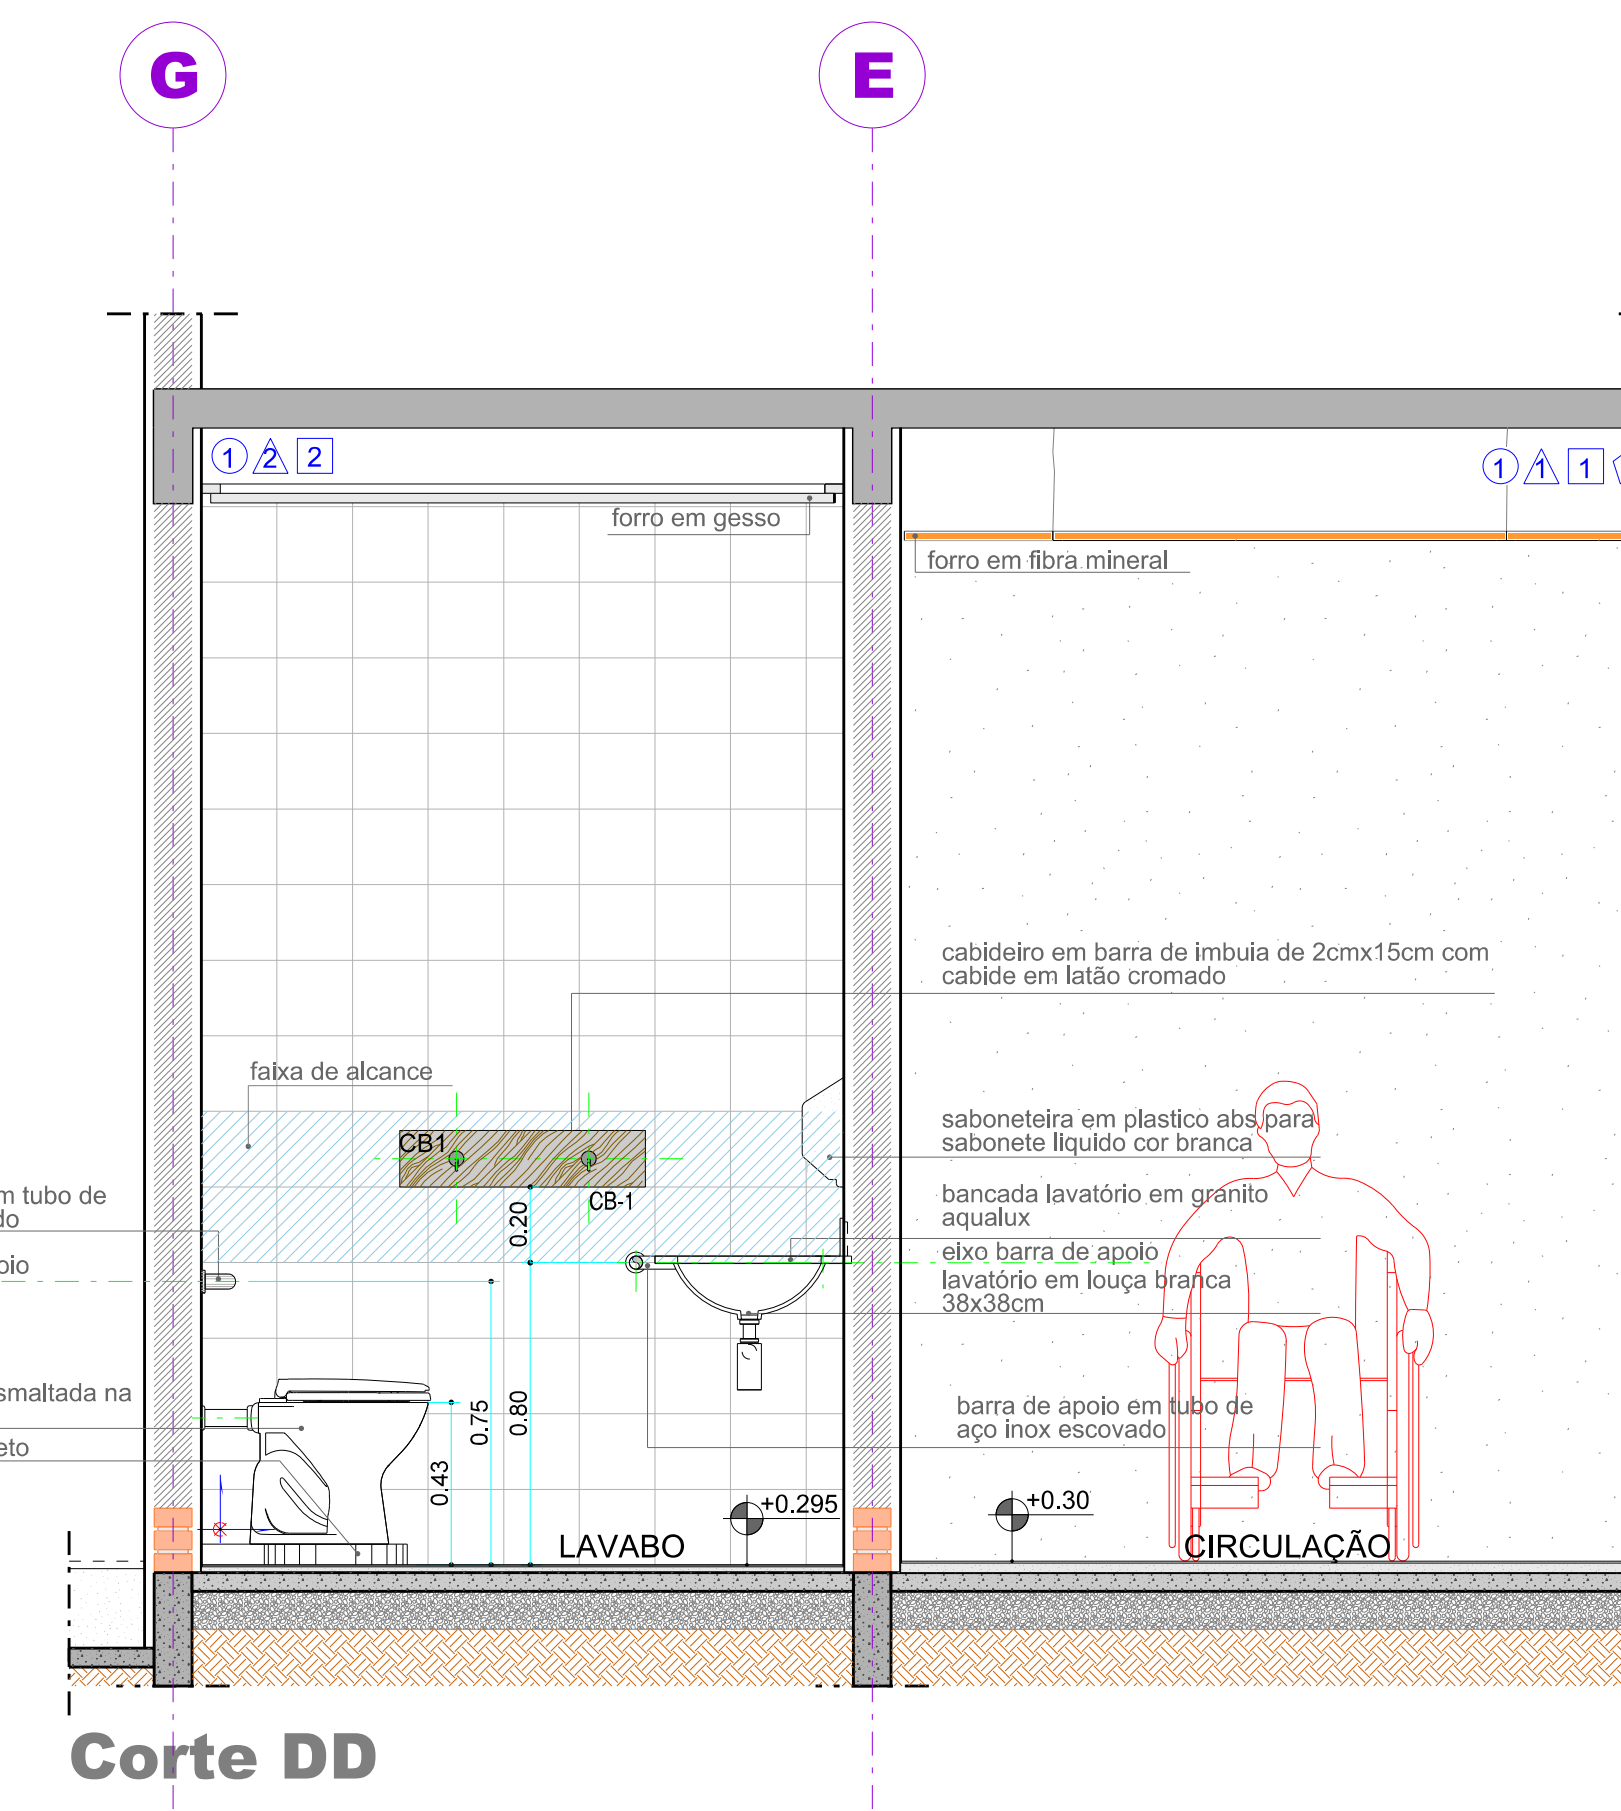 G
E
1 2 2
1 1 1
forro em gesso
forro em fibra mineral
cabideiro em barra de imbuia de 2cmx15cm com
cabide em latão cromado
faixa de alcance
CB1
CB-1
saboneteira em plastico abs para
sabonete liquido cor branca
m tubo de
do
bancada lavatório em granito
aqualux
0.20
eixo barra de apoio
oio
lavatório em louça branca
38x38cm
smaltada na
0.75
0.80
barra de apoio em tubo de
aço inox escovado
eto
0.43
+0.295
+0.30
LAVABO
CIRCULAÇÃO
Corte DD